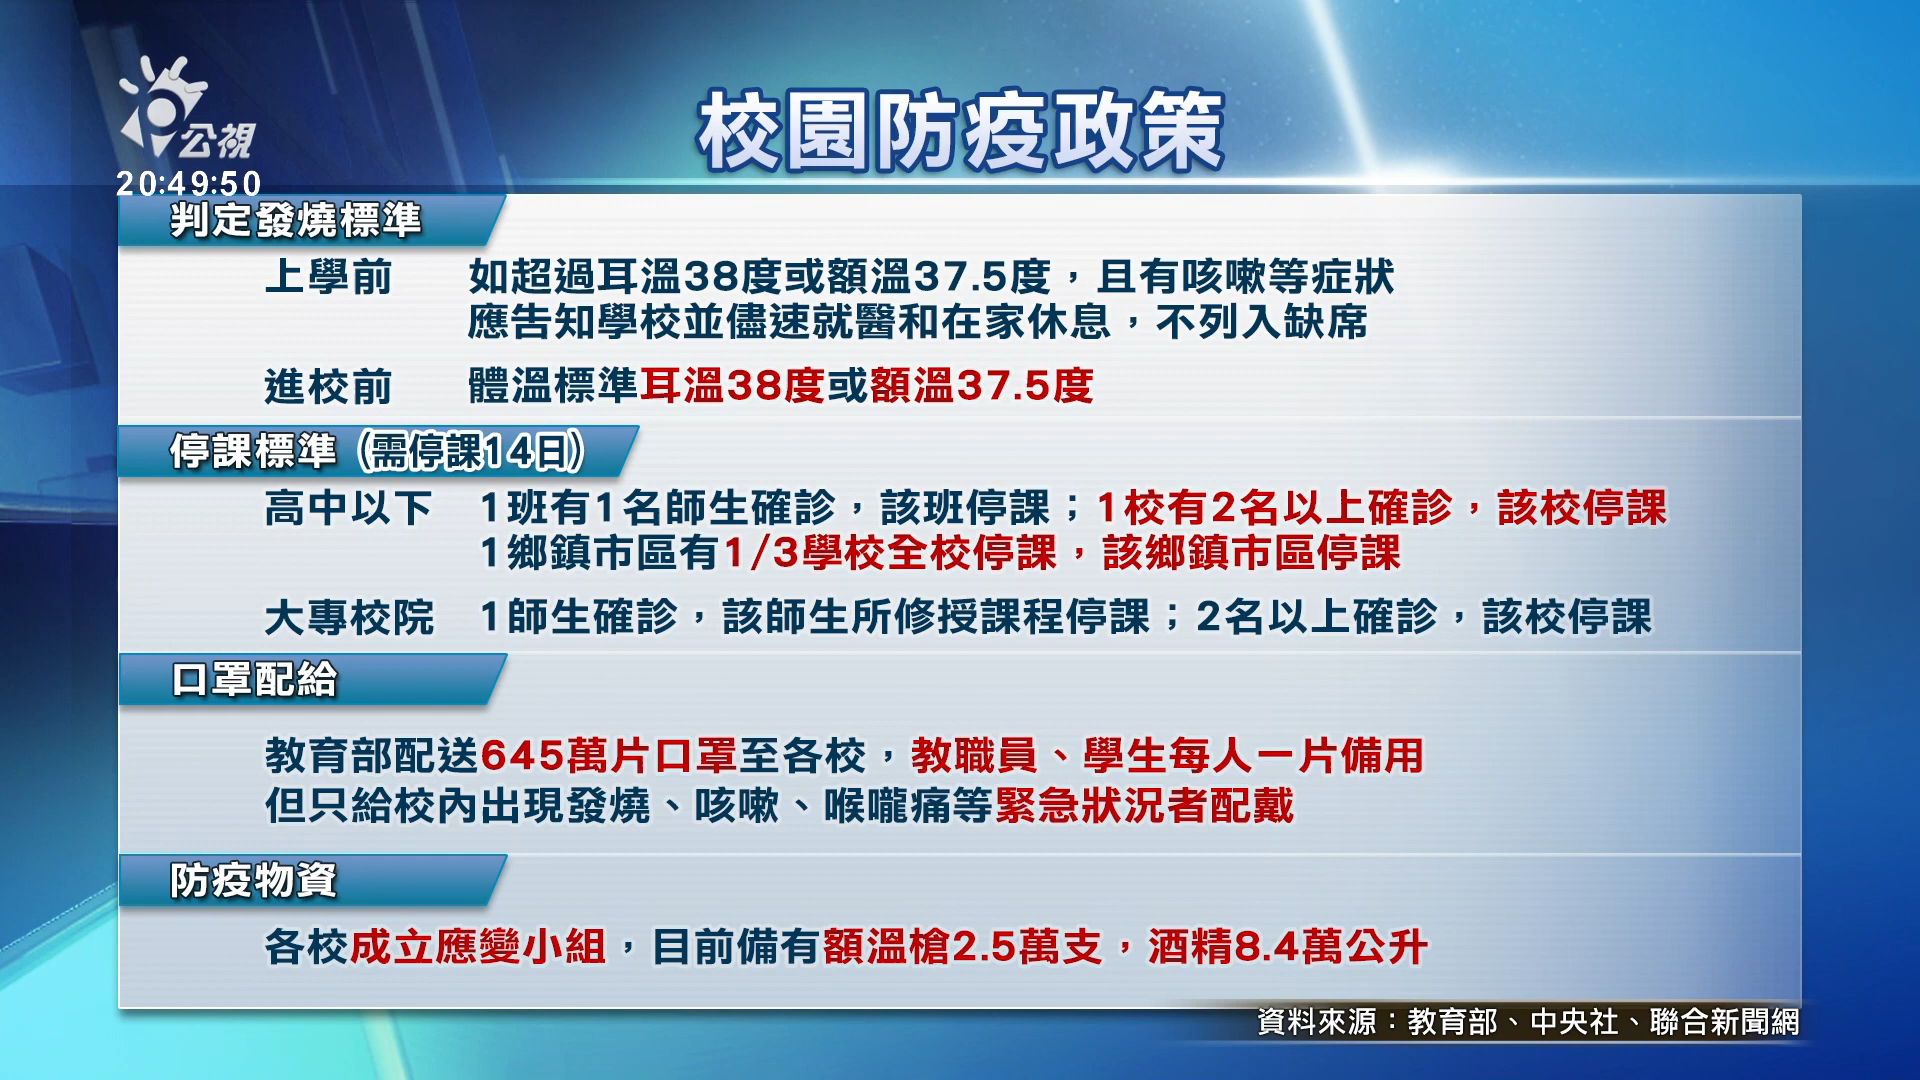 公視
20:49:50
校園防疫政策
判定發燒標準
上學前 如超過耳溫38度或額溫37.5度，且有咳嗽等症狀
應告知學校並儘速就醫和在家休息，不列入缺席
進校前 體溫標準耳溫38度或額溫37.5度
停課標準（需停課14日）
高中以下 1班有1名師生確診，該班停課；1校有2名以上確診，該校停課
1鄉鎮市區有1/3學校全校停課，該鄉鎮市區停課
大專校院 1師生確診，該師生所修授課程停課；2名以上確診，該校停課
口罩配給
教育部配送645萬片口罩至各校，教職員、學生每人一片備用
但只給校內出現發燒、咳嗽、喉嚨痛等緊急狀況者配戴
防疫物資
各校成立應變小組，目前備有額溫槍2.5萬支，酒精8.4萬公升
資料來源：教育部、中央社、聯合新聞網